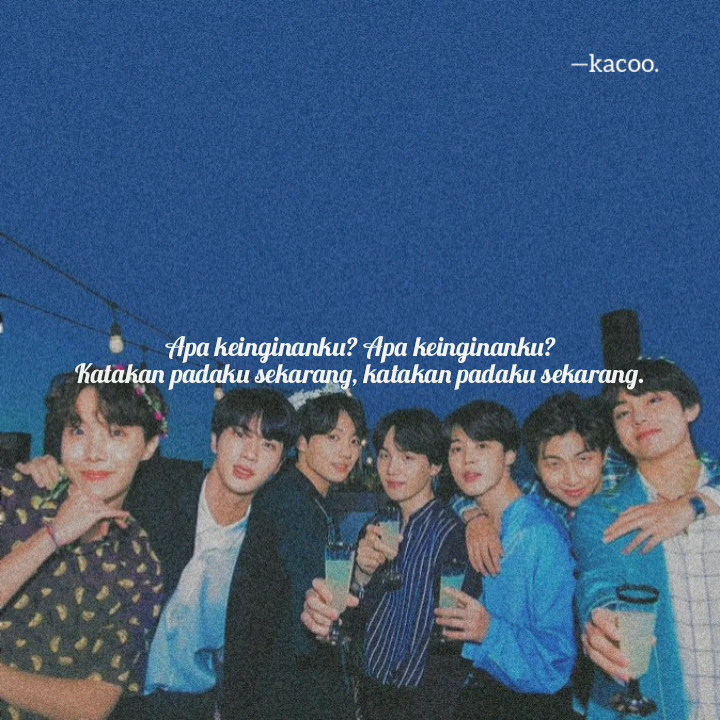 —kacoo.
Apa keinginanku? Apa keinginanku?
Katakan padaku sekarang, katakan padaku sekarang.